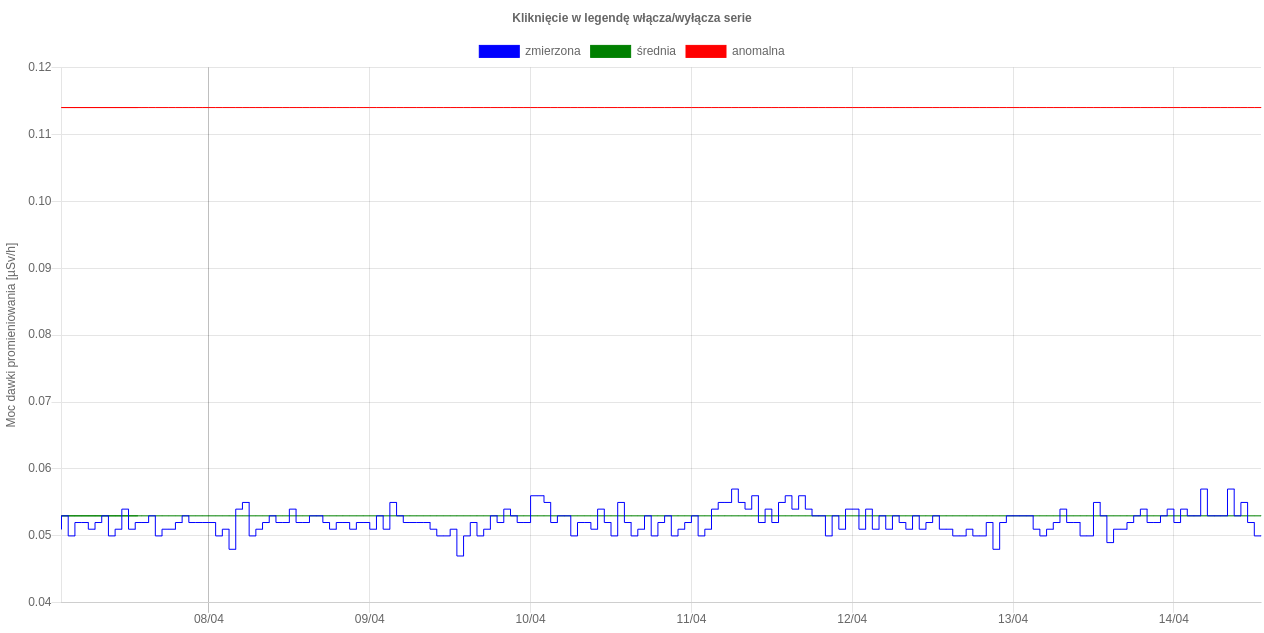 Kliknięcie w legendę włącza/wyłącza serie
zmierzona średnia anomalna
Moc dawki promieniowania [µSv/h]
0.12
0.11
0.10
0.09
0.08
0.07
0.06
0.05
0.04
08/04 09/04 10/04 11/04 12/04 13/04 14/04